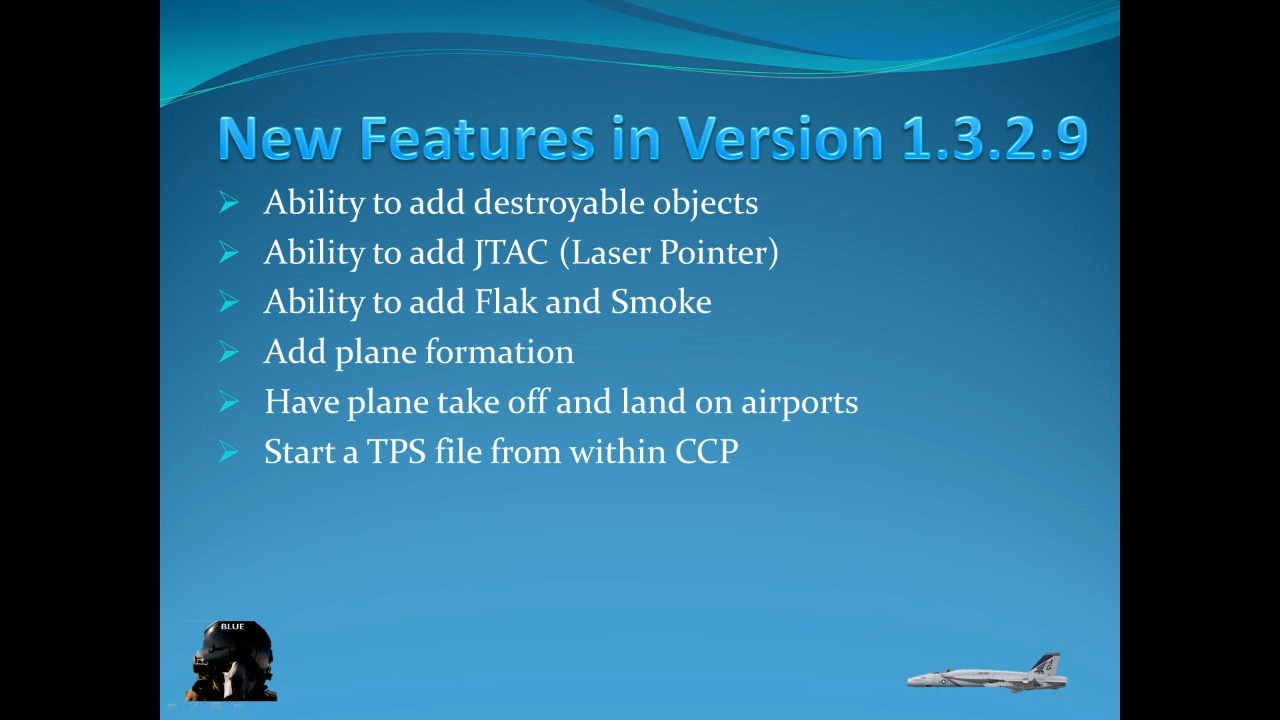 New Features in Version 1.3.2.9
Ability to add destroyable objects
Ability to add JTAC (Laser Pointer)
Ability to add Flak and Smoke
Add plane formation
Have plane take off and land on airports
Start a TPS file from within CCP
BLUE